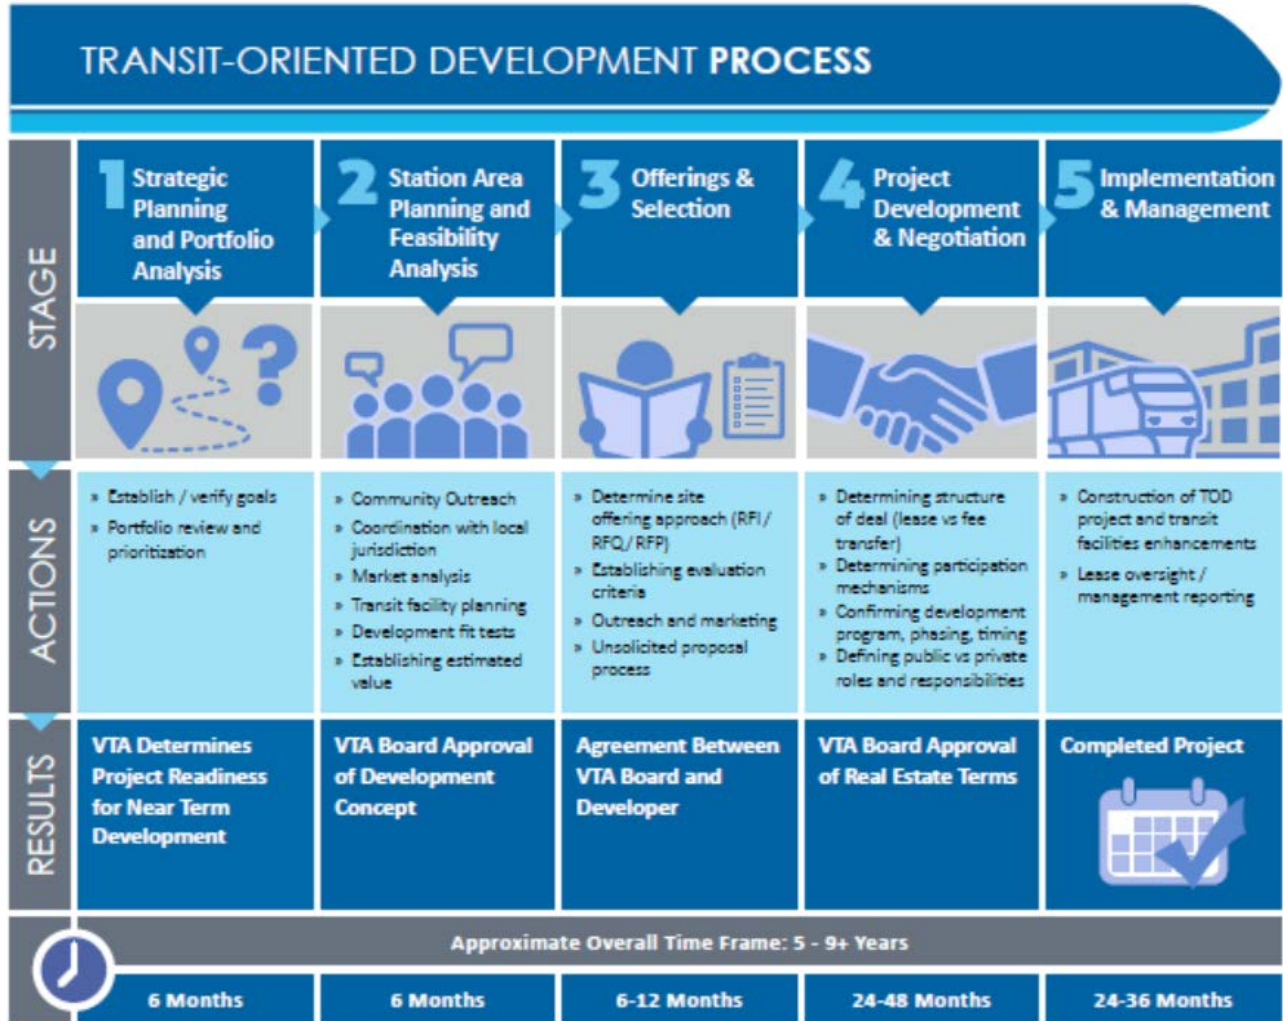 TRANSIT-ORIENTED DEVELOPMENT PROCESS
STAGE
1 Strategic
Planning
and Portfolio
Analysis
2 Station Area
Planning and
Feasibility
Analysis
3 Offerings &
Selection
4 Project
Development
& Negotiation
5 Implementation
& Management
?
ACTIONS
» Establish / verify goals
» Portfolio review and
prioritization
» Community Outreach
» Coordination with local
jurisdiction
» Market analysis
» Transit facility planning
» Development fit tests
» Establishing estimated
value
» Determine site
offering approach (RFI /
RFQ/ RFP)
» Establishing evaluation
criteria
» Outreach and marketing
» Unsolicited proposal
process
» Determining structure
of deal (lease vs fee
transfer)
» Determining participation
mechanisms
» Confirming development
program, phasing, timing
» Defining public vs private
roles and responsibilities
» Construction of TOD
project and transit
facilities enhancements
» Lease oversight /
management reporting
RESULTS
VTA Determines
Project Readiness
for Near Term
Development
VTA Board Approval
of Development
Concept
Agreement Between
VTA Board and
Developer
VTA Board Approval
of Real Estate Terms
Completed Project
Approximate Overall Time Frame: 5 - 9+ Years
6 Months
6 Months
6-12 Months
24-48 Months
24-36 Months